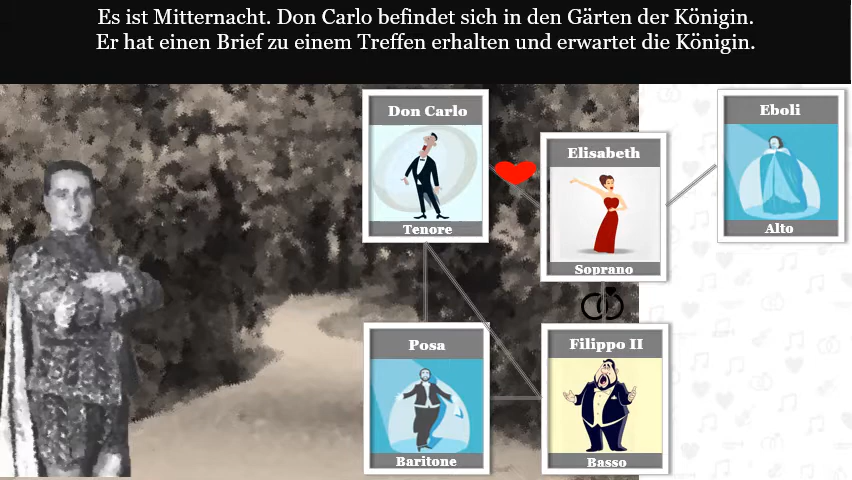 Es ist Mitternacht. Don Carlo befindet sich in den Gärten der Königin.
Er hat einen Brief zu einem Treffen erhalten und erwartet die Königin.
Don Carlo
Tenore
Elisabeth
Soprano
Eboli
Alto
Posa
Baritone
Filippo II
Basso